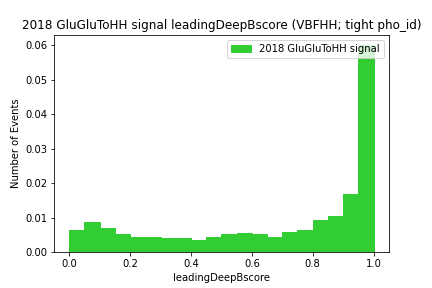 2018 GluGluToHH signal leadingDeepBscore (VBFHH; tight pho_id)
2018 GluGluToHH signal
Number of Events
0.06
0.05
0.04
0.03
0.02
0.01
0.00
0.0 0.2 0.4 0.6 0.8 1.0
leadingDeepBscore